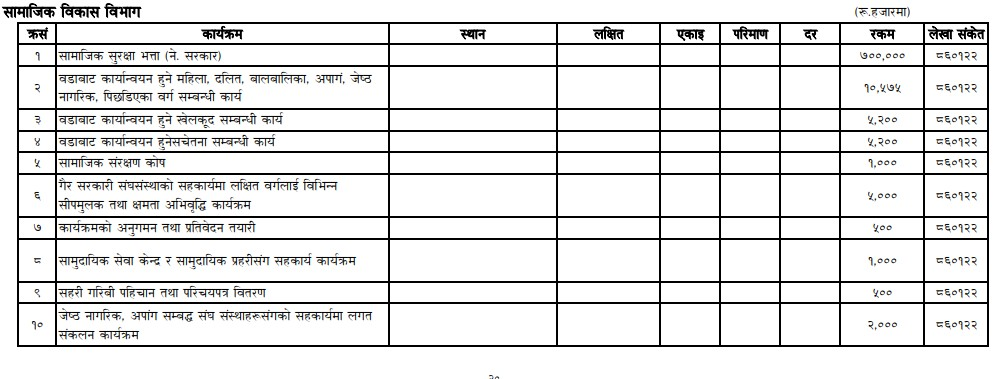 सामाजिक विकास विभाग (रू.हजारमा)
क्रसं कार्यक्रम स्थान लक्षित एकाइ परिमाण दर रकम लेखा संकेत
१ सामाजिक सुरक्षा भत्ता (ने. सरकार) ७००,००० ८६०१२२
२ वडाबाट कार्यान्वयन हुने महिला, दलित, बालबालिका, अपागं, जेष्ठ
नागरिक, पिछडिएका वर्ग सम्बन्धी कार्य १०,५७५ ८६०१२२
३ वडाबाट कार्यान्वयन हुने खेलकूद सम्बन्धी कार्य ५,२०० ८६०१२२
४ वडाबाट कार्यान्वयन हुनेसचेतना सम्बन्धी कार्य ५,२०० ८६०१२२
५ सामाजिक संरक्षण कोष १,००० ८६०१२२
६ गैर सरकारी संघसंस्थाको सहकार्यमा लक्षित वर्गलाई विभिन्न
सीपमुलक तथा क्षमता अभिवृद्धि कार्यक्रम ५,००० ८६०१२२
७ कार्यक्रमको अनुगमन तथा प्रतिवेदन तयारी ५०० ८६०१२२
८ सामुदायिक सेवा केन्द्र र सामुदायिक प्रहरीसंग सहकार्य कार्यक्रम १,००० ८६०१२२
९ सहरी गरिबी पहिचान तथा परिचयपत्र वितरण ५०० ८६०१२२
१० जेष्ठ नागरिक, अपांग सम्बद्ध संघ संस्थाहरूसंगको सहकार्यमा लगत
संकलन कार्यक्रम २,००० ८६०१२२